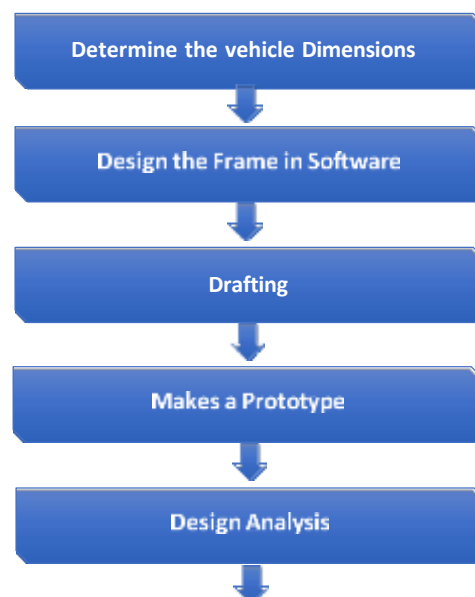 Determine the vehicle Dimensions
Design the Frame in Software
Drafting
Makes a Prototype
Design Analysis